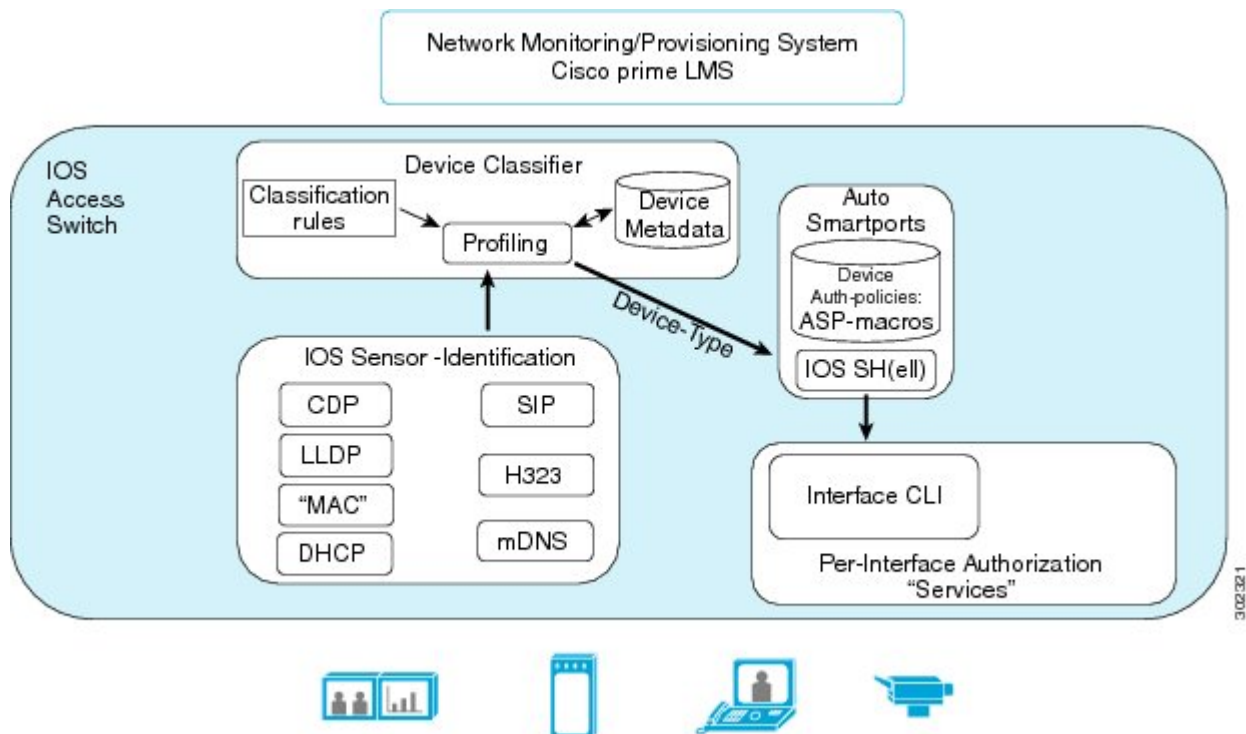 Network Monitoring/Provisioning System
Cisco prime LMS
IOS
Access
Switch
Device Classifier
Classification
rules
Profiling
Device
Metadata
Auto
Smartports
Device
Auth-policies:
ASP-macros
IOS SH(ell)
Device-Type
IOS Sensor -Identification
CDP
SIP
LLDP
H323
“MAC”
DHCP
mDNS
Interface CLI
Per-Interface Authorization
“Services”
302321